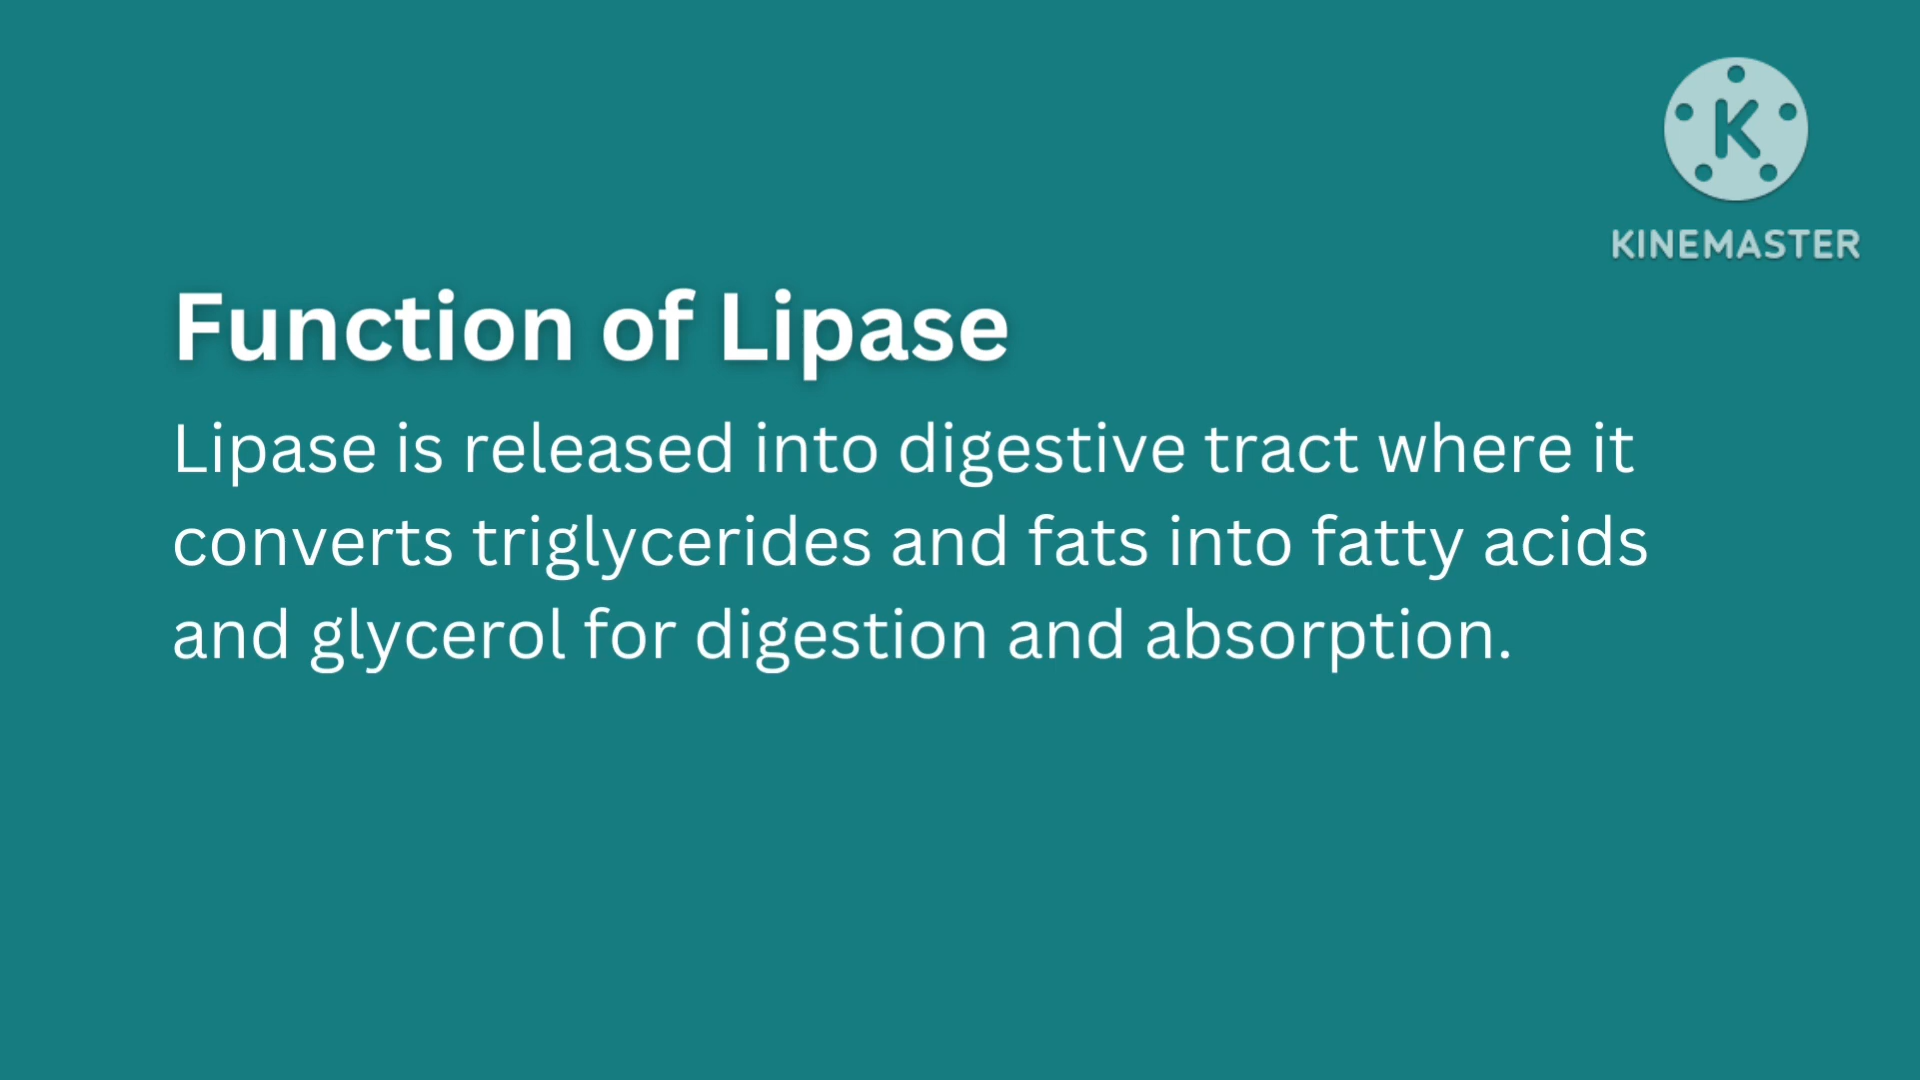 K
KINEMASTER
Function of Lipase
Lipase is released into digestive tract where it
converts triglycerides and fats into fatty acids
and glycerol for digestion and absorption.